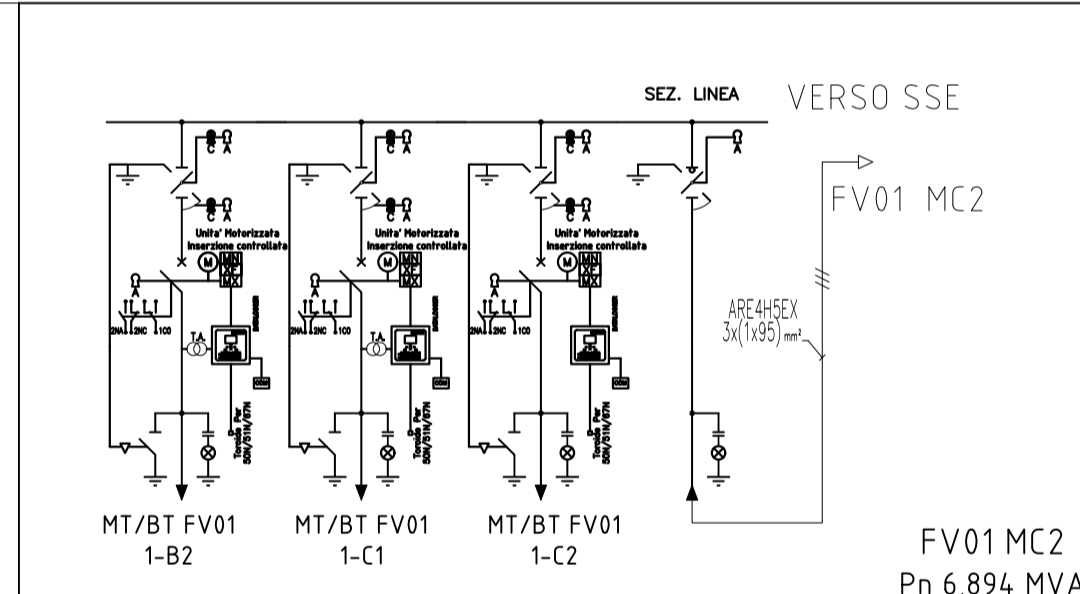 SEZ. LINEA
VERSO SSE
FV01 MC2
C A
C A
C A
A
C A
C A
C A
Unita' Motorizzata
Inserzione controllata
Unita' Motorizzata
Inserzione controllata
Unita' Motorizzata
Inserzione controllata
M
MN
XF
MX
M
MN
XF
MX
M
MN
XF
MX
A
A
A
2NA 2NC 1CO
2NA 2NC 1CO
2NA 2NC 1CO
T.A.
T.A.
COM
COM
COM
Toroide Per
50N/51N/67N
Toroide Per
50N/51N/67N
Toroide Per
50N/51N/67N
ARE4H5EX
3x(1x95) mm²
MT/BT FV01
1-B2
MT/BT FV01
1-C1
MT/BT FV01
1-C2
FV01 MC2
Pn 6.894 MVA